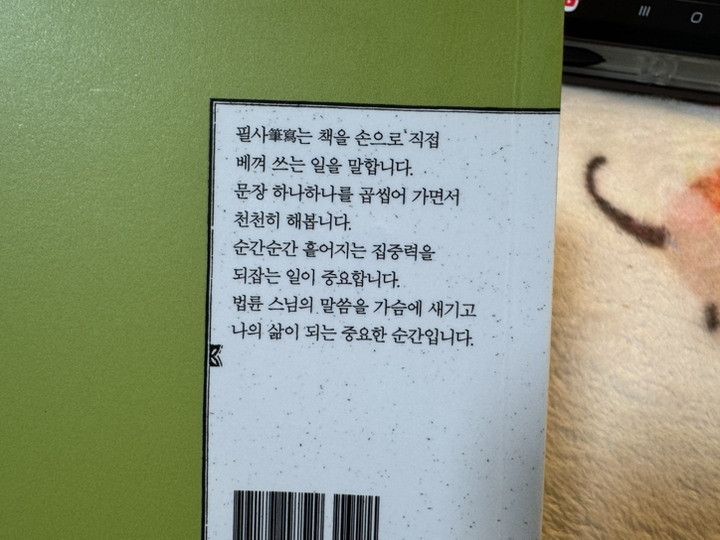 필사筆寫는 책을 손으로 직접
베껴 쓰는 일을 말합니다.
문장 하나하나를 곱씹어 가면서
천천히 해봅니다.
순간순간 흩어지는 집중력을
되잡는 일이 중요합니다.
법륜 스님의 말씀을 가슴에 새기고
나의 삶이 되는 중요한 순간입니다.